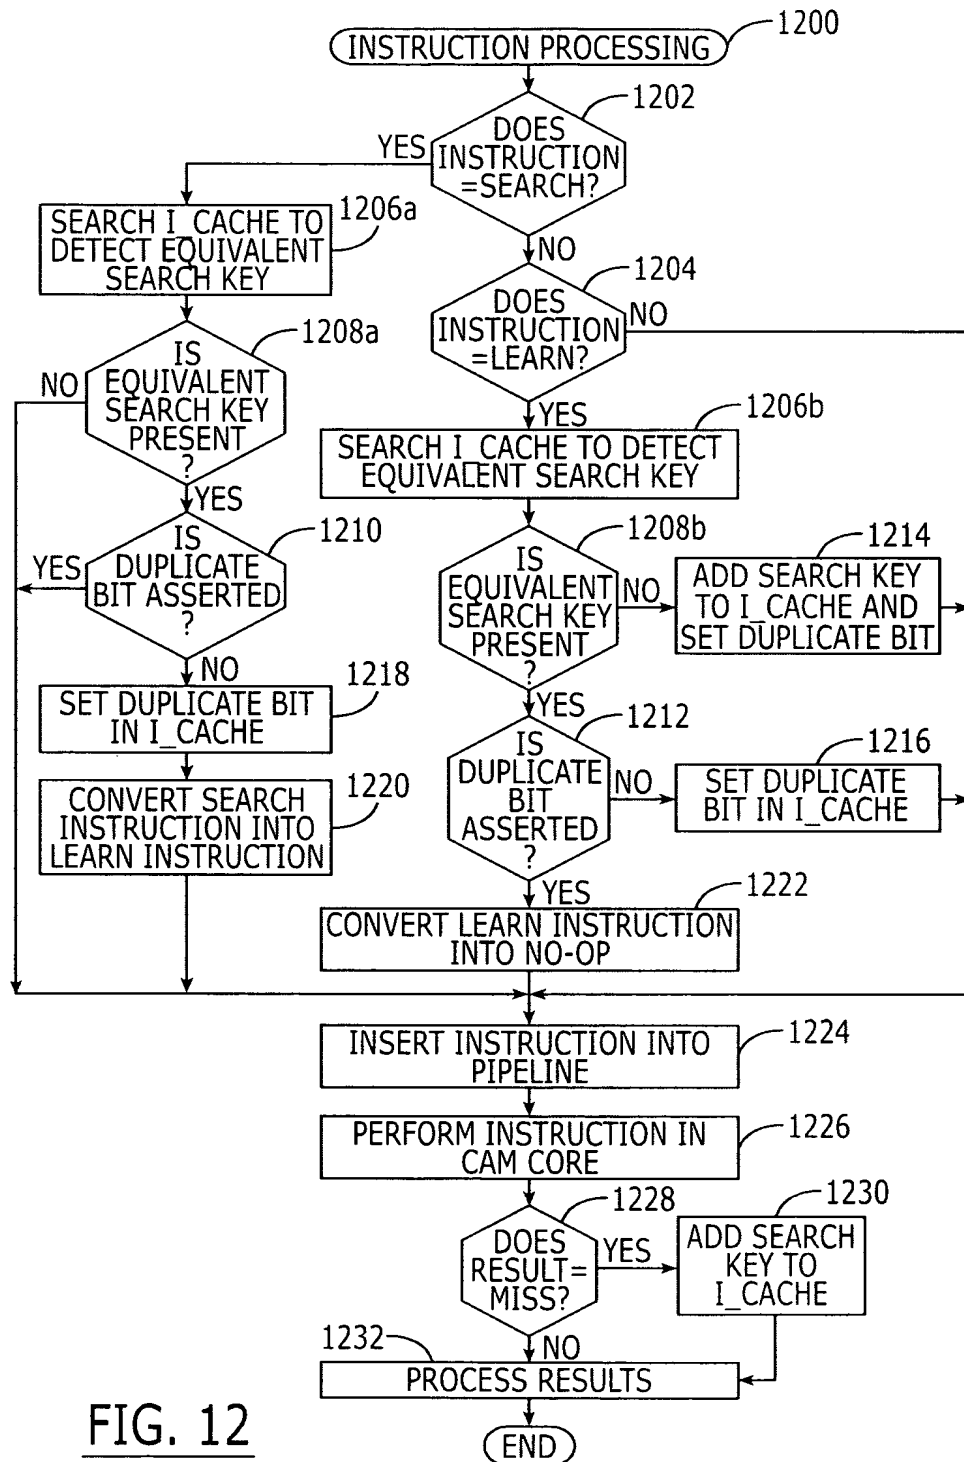 1200
INSTRUCTION PROCESSING
1202
DOES
INSTRUCTION
=SEARCH?
YES
NO
1206a
SEARCH I_CACHE TO
DETECT EQUIVALENT
SEARCH KEY
1204
DOES
INSTRUCTION
=LEARN?
NO
YES
1208a
IS
EQUIVALENT
SEARCH KEY
PRESENT
?
NO
YES
1206b
SEARCH I_CACHE TO DETECT
EQUIVALENT SEARCH KEY
1210
IS
DUPLICATE
BIT ASSERTED
?
YES
NO
1208b
IS
EQUIVALENT
SEARCH KEY
PRESENT
?
NO
YES
1214
ADD SEARCH KEY
TO I_CACHE AND
SET DUPLICATE BIT
1218
SET DUPLICATE BIT
IN I_CACHE
1212
IS
DUPLICATE
BIT
ASSERTED
?
NO
YES
1216
SET DUPLICATE
BIT IN I_CACHE
1220
CONVERT SEARCH
INSTRUCTION INTO
LEARN INSTRUCTION
1222
CONVERT LEARN INSTRUCTION
INTO NO-OP
1224
INSERT INSTRUCTION INTO
PIPELINE
1226
PERFORM INSTRUCTION IN
CAM CORE
1228
DOES
RESULT=
MISS?
YES
NO
1230
ADD SEARCH
KEY TO
I_CACHE
1232
PROCESS RESULTS
END
FIG. 12